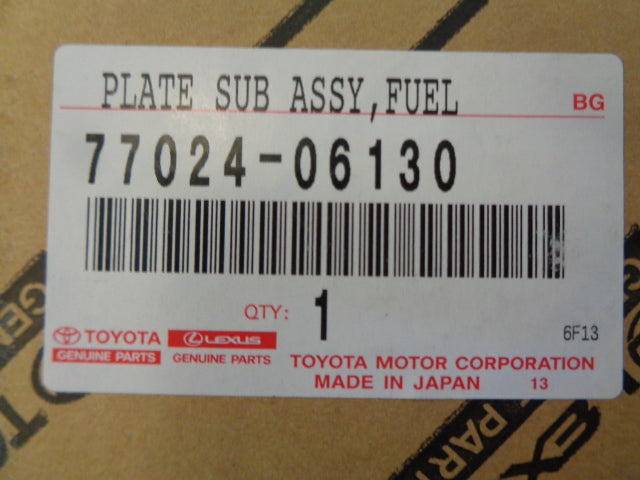 PLATE SUB ASSY,FUEL
BG
77024-06130
QTY: 1
6F13
TOYOTA
GENUINE PARTS
LEXUS
GENUINE PARTS
TOYOTA MOTOR CORPORATION
MADE IN JAPAN 13